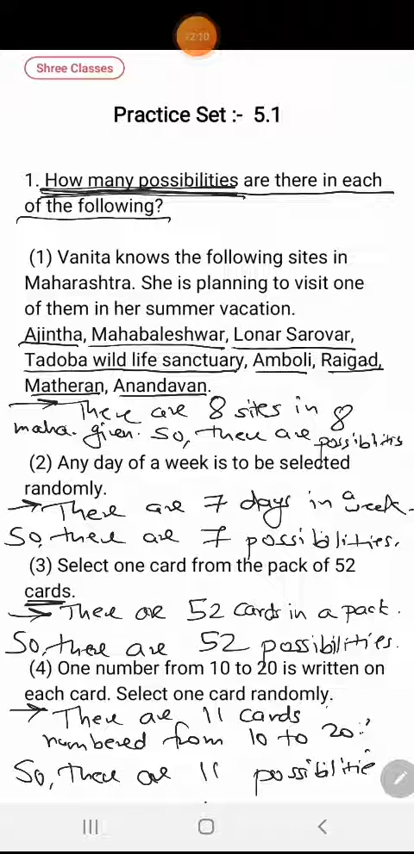 12:10
Shree Classes
Practice Set :- 5.1
1. How many possibilities are there in each
of the following?
(1) Vanita knows the following sites in
Maharashtra. She is planning to visit one
of them in her summer vacation.
Ajintha, Mahabaleshwar, Lonar Sarovar,
Tadoba wild life sanctuary, Amboli, Raigad,
Matheran, Anandavan.
→ There are 8 sites in 8
maha. given. So, there are possiblitis
(2) Any day of a week is to be selected
randomly.
→ There are 7 days in a week.
So, there are 7 possibilities.
(3) Select one card from the pack of 52
cards.
→ There are 52 cards in a pack.
So, there are 52 possibilities.
(4) One number from 10 to 20 is written on
each card. Select one card randomly.
→ There are 11 cards
numbered from 10 to 20.
So, there are 11 possiblitie